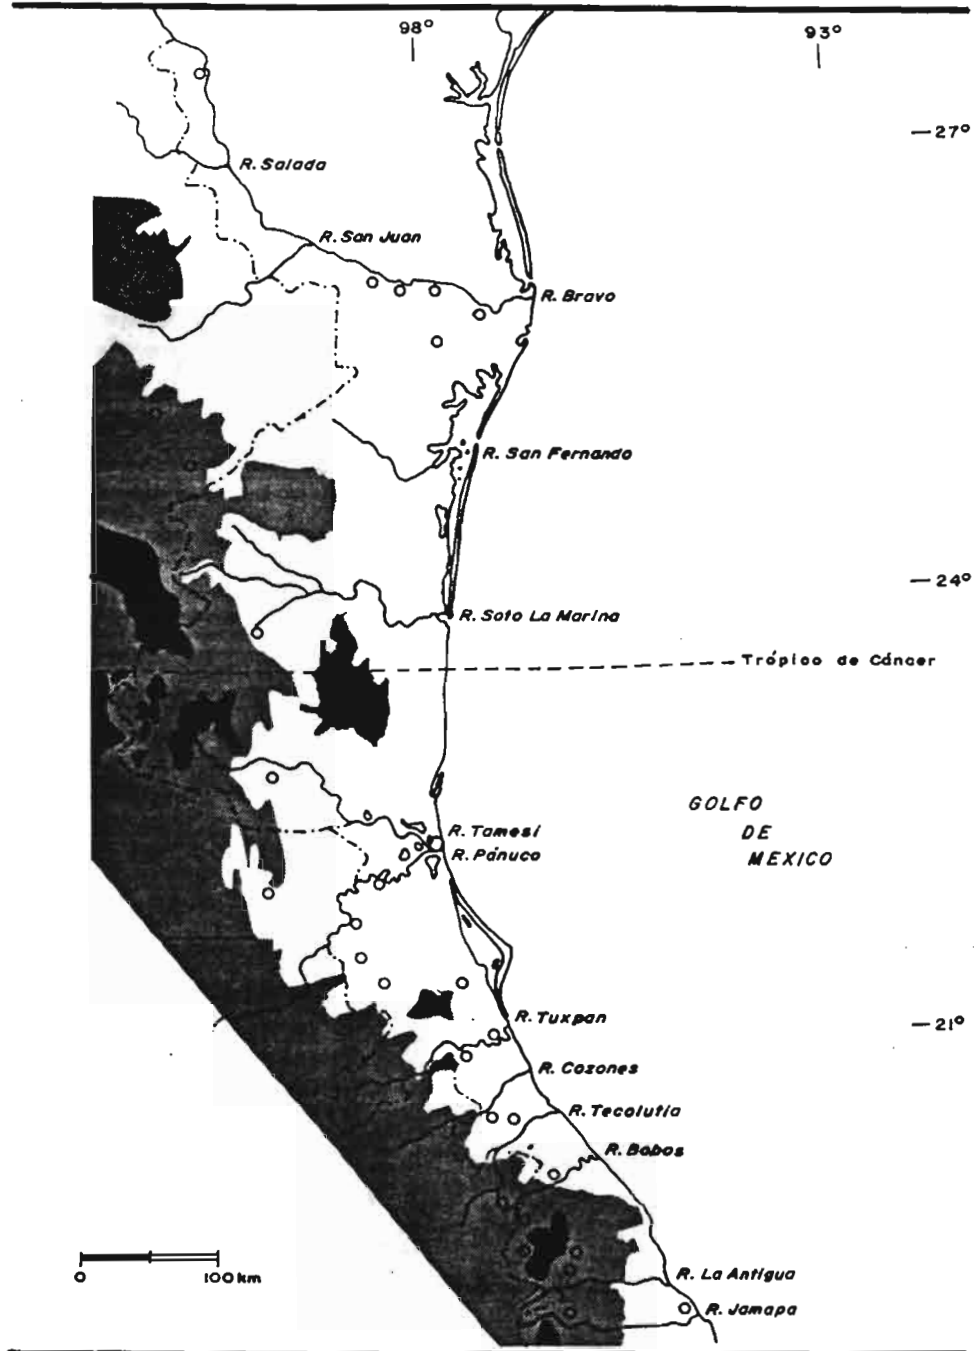 98°
93°
27°
R. Salada
R. San Juan
R. Bravo
R. San Fernando
24°
R. Soto La Marina
Trópico de Cáncer
GOLFO
DE
MEXICO
R. Tamesí
R. Pánuco
R. Tuxpan
21°
R. Cazones
R. Tecolutla
R. Bobos
R. La Antigua
0 100 km
R. Jamapa